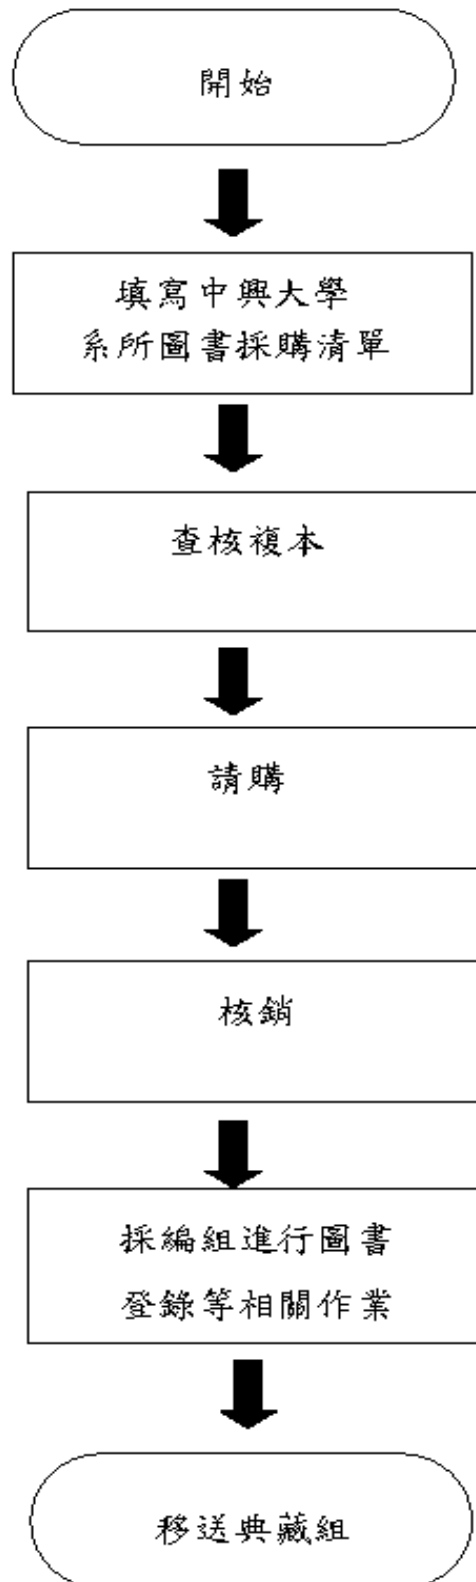 開始
填寫中興大學
系所圖書採購清單
查核複本
請購
核銷
採編組進行圖書
登錄等相關作業
移送典藏組